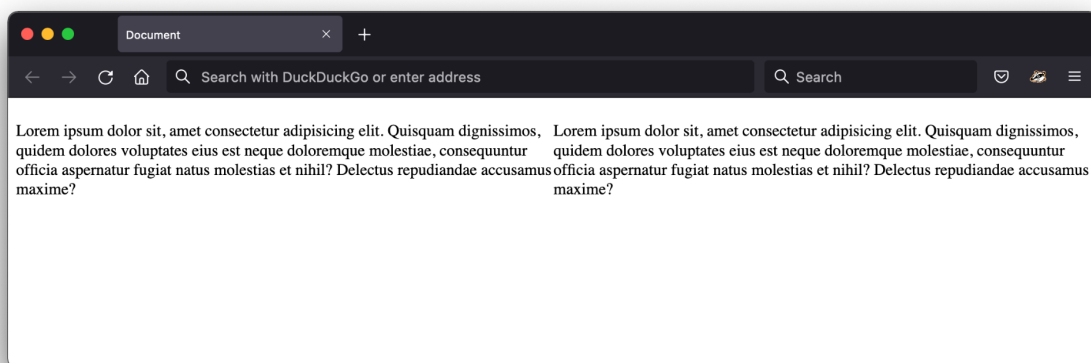 Document
Search with DuckDuckGo or enter address
Search
Lorem ipsum dolor sit, amet consectetur adipisicing elit. Quisquam dignissimos,
quidem dolores voluptates eius est neque doloremque molestiae, consequuntur
officia aspernatur fugiat natus molestias et nihil? Delectus repudiandae accusamus
maxime?
Lorem ipsum dolor sit, amet consectetur adipisicing elit. Quisquam dignissimos,
quidem dolores voluptates eius est neque doloremque molestiae, consequuntur
officia aspernatur fugiat natus molestias et nihil? Delectus repudiandae accusamus
maxime?